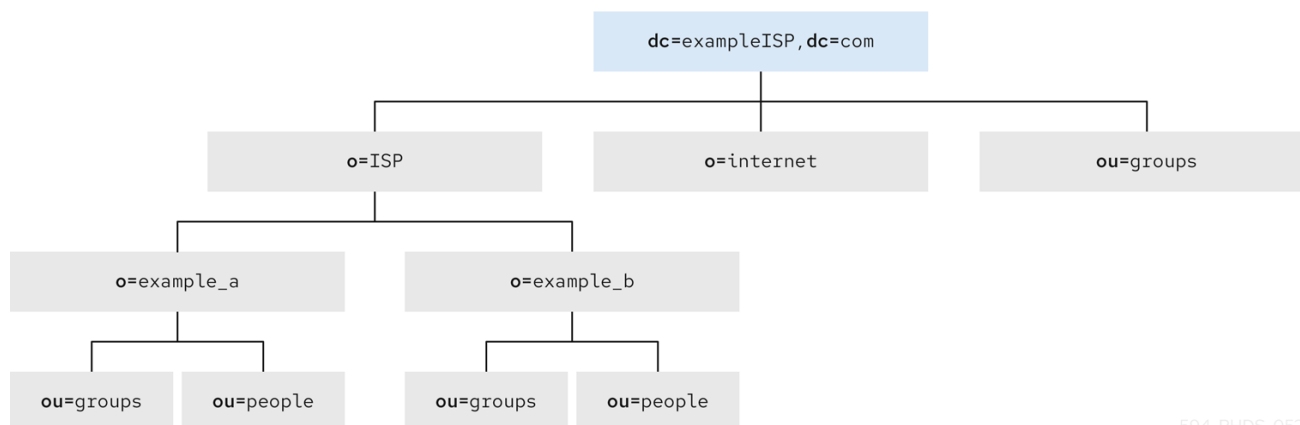 dc=exampleISP,dc=com
o=ISP
o=internet
ou=groups
o=example_a
o=example_b
ou=groups
ou=people
ou=groups
ou=people